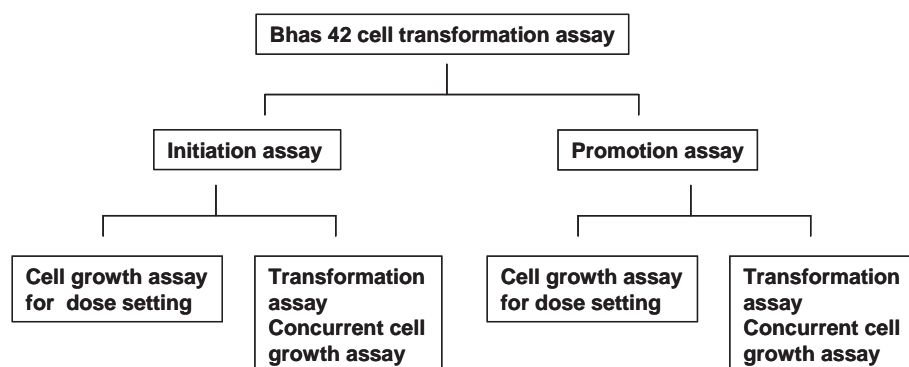 Bhas 42 cell transformation assay
Initiation assay
Promotion assay
Cell growth assay
for dose setting
Transformation
assay
Concurrent cell
growth assay
Cell growth assay
for dose setting
Transformation
assay
Concurrent cell
growth assay